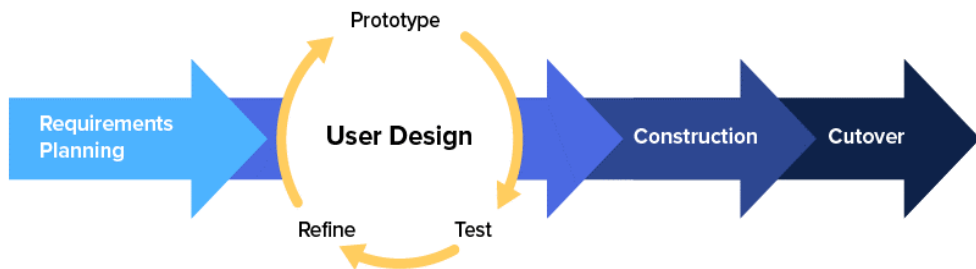 Prototype
Requirements
Planning
User Design
Construction
Cutover
Refine
Test